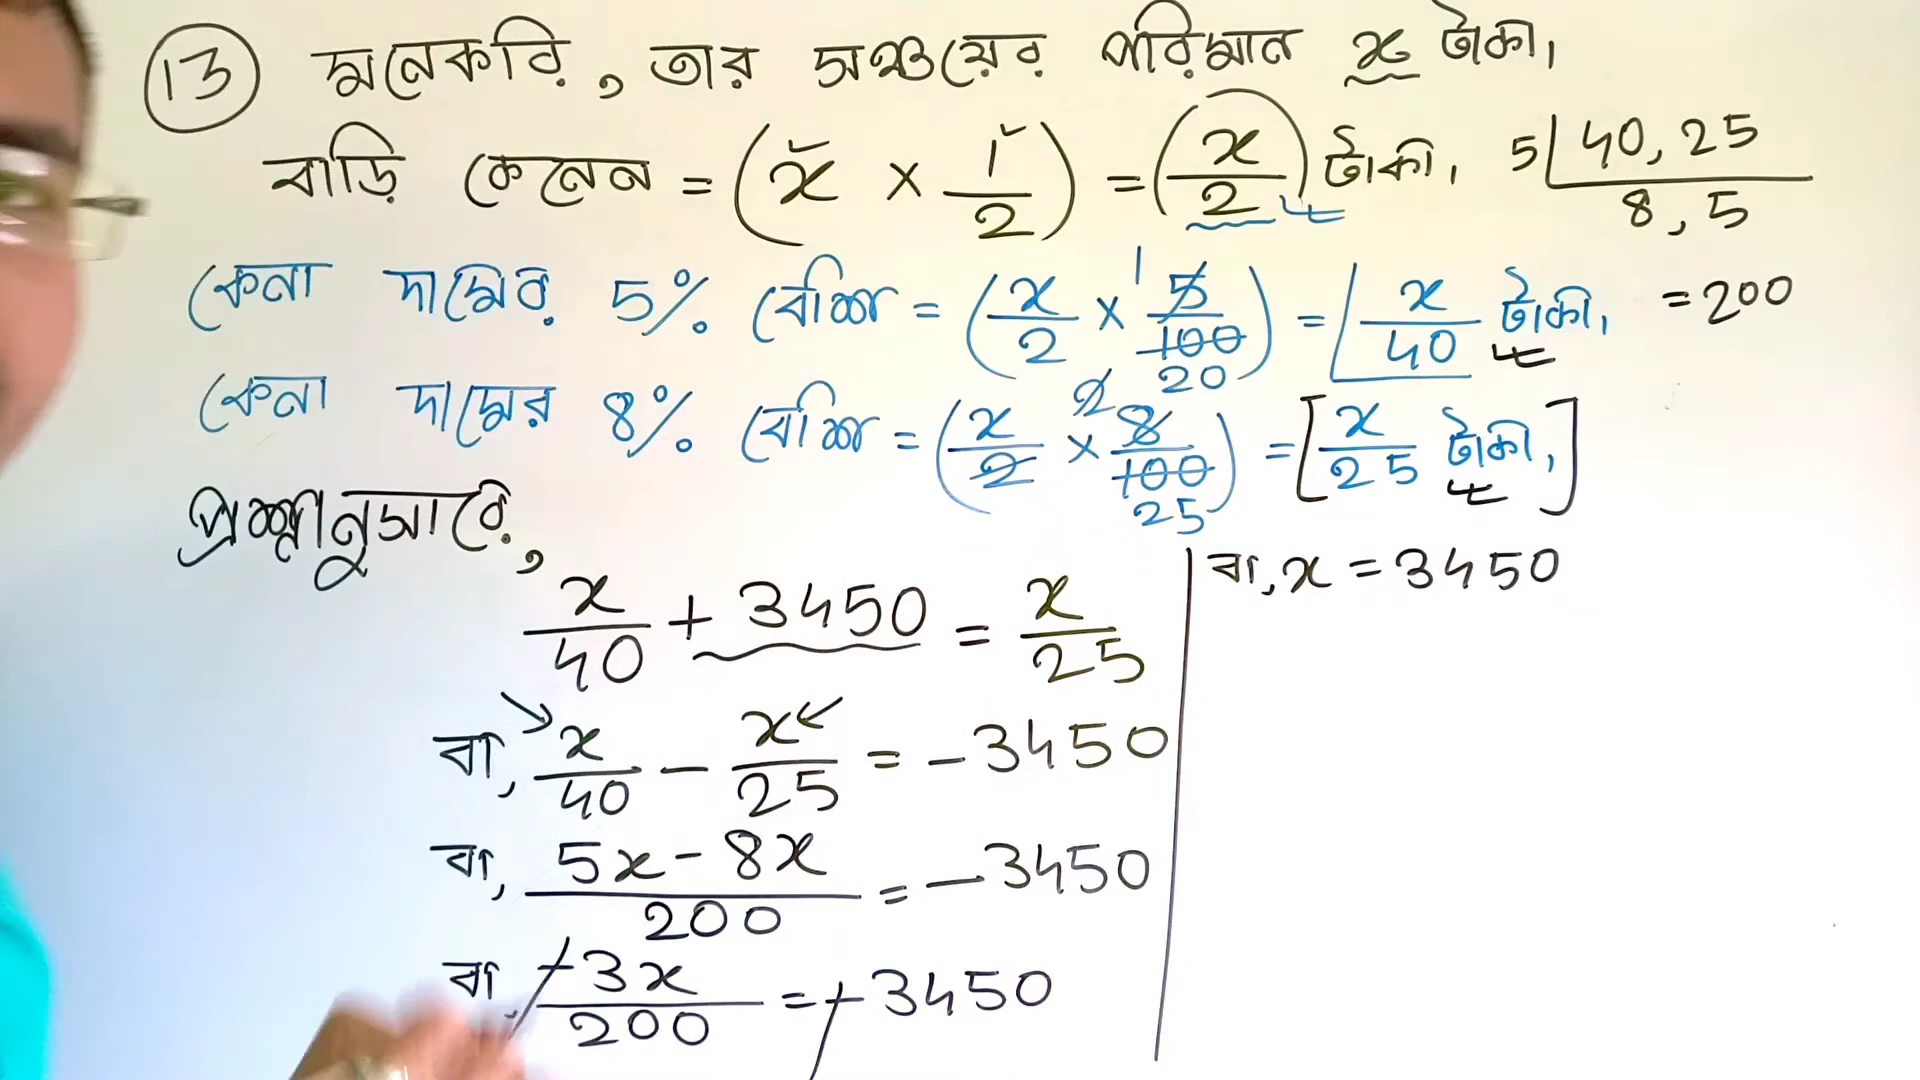 13 মনেকরি, তার সঞ্চয়ের পরিমান x টাকা,
বাড়ি কেনেন = (x × 1/2) = (x/2) টাকা,
5 | 40, 25
8, 5
= 200
কেনা দামের 5% বেশি = (x/2 × 5/100) = x/40 টাকা,
1
20
কেনা দামের 8% বেশি = (x/2 × 8/100) = [x/25 টাকা,]
2
25
প্রশ্নানুসারে,
x/40 + 3450 = x/25
বা, x/40 - x/25 = -3450
বা, 5x - 8x/200 = -3450
বা, -3x/200 = -3450
বা, x = 3450